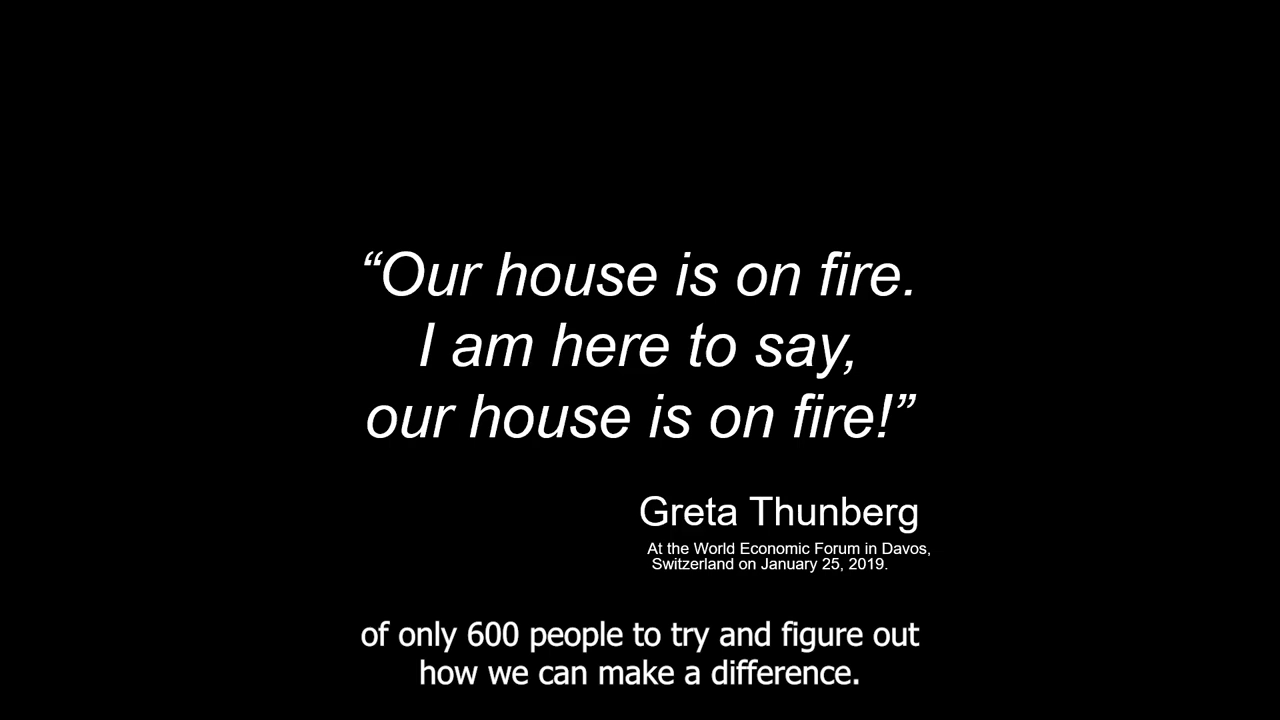 “Our house is on fire.
I am here to say,
our house is on fire!”
Greta Thunberg
At the World Economic Forum in Davos,
Switzerland on January 25, 2019.
of only 600 people to try and figure out
how we can make a difference.